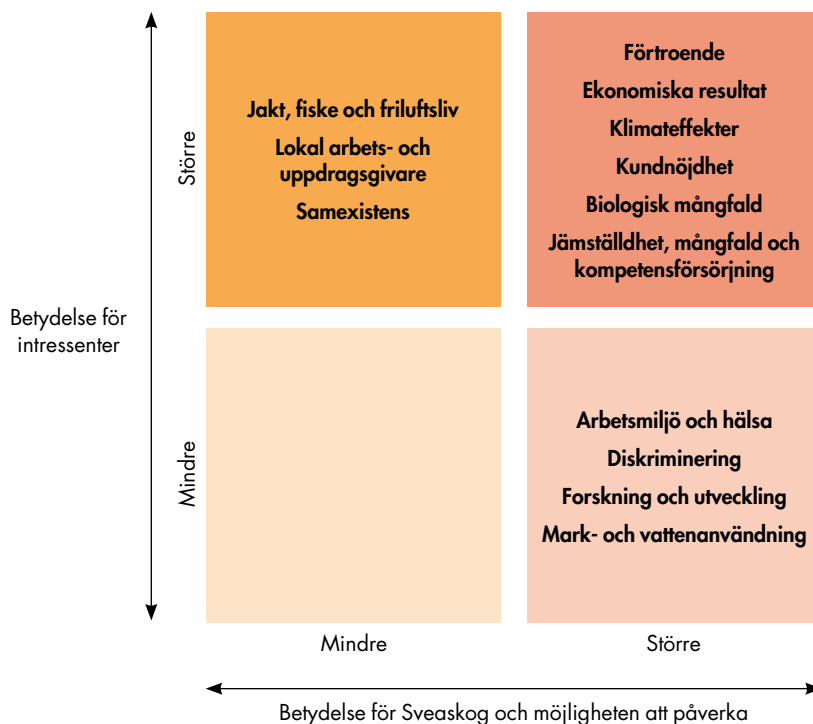 Förtroende
Ekonomiska resultat
Klimateffekter
Kundnöjdhet
Biologisk mångfald
Jämställdhet, mångfald och
kompetensförsörjning
Jakt, fiske och friluftsliv
Lokal arbets- och
uppdragsgivare
Samexistens
Större
Betydelse för
intressenter
Mindre
Arbetsmiljö och hälsa
Diskriminering
Forskning och utveckling
Mark- och vattenanvändning
Mindre
Större
Betydelse för Sveaskog och möjligheten att påverka